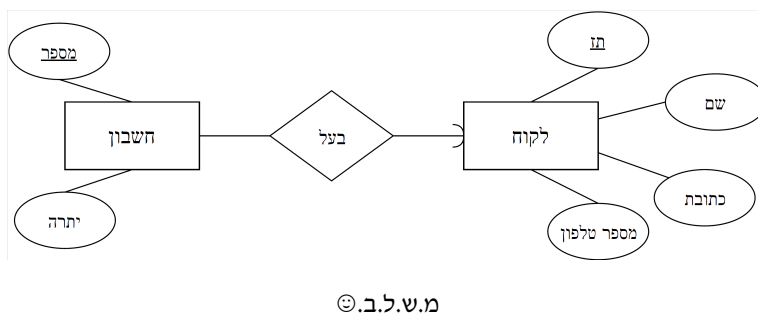 תז
מספר
שם
לקוח
בעל
חשבון
כתובת
יתרה
מספר טלפון
מ.ש.ל.ב.☺